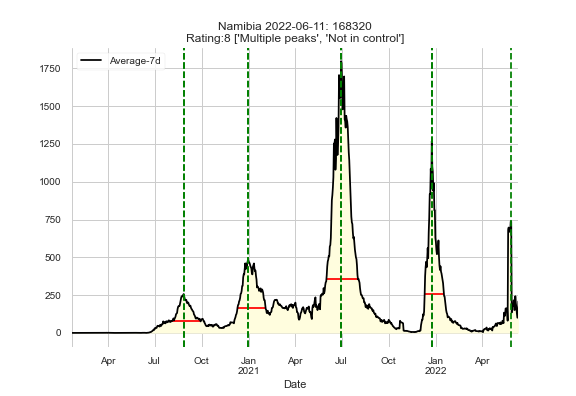 Namibia 2022-06-11: 168320
Rating:8 ['Multiple peaks', 'Not in control']
Average-7d
1750
1500
1250
1000
750
500
250
0
Apr Jul Oct Jan Apr Jul Oct Jan Apr
2021 2022
Date